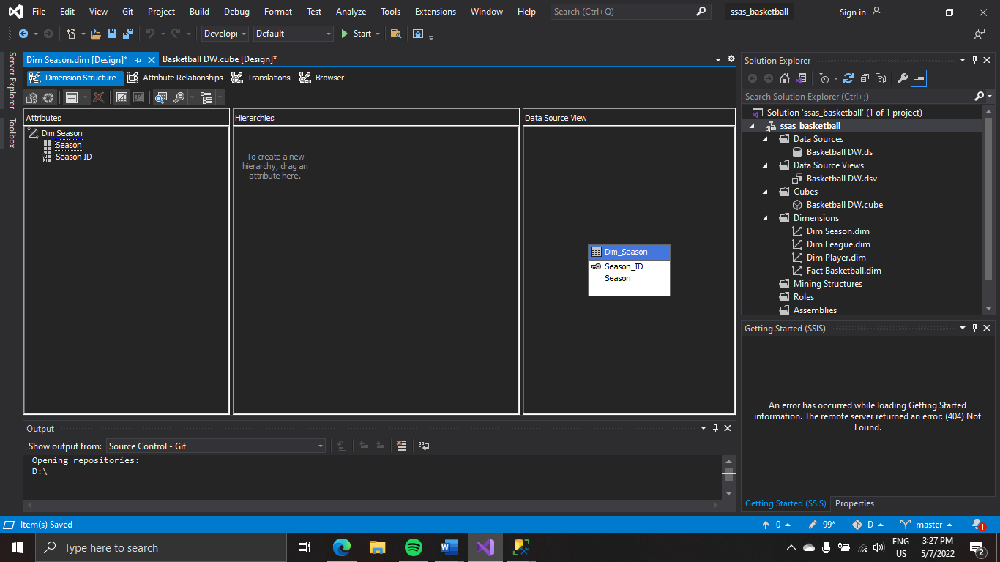 File Edit View Git Project Build Debug Format Test Analyze Tools Extensions Window Help Search (Ctrl+Q) ssas_basketball Sign in
Develop Default Start
Server Explorer
Toolbox
Dim Season.dim [Design]* Basketball DW.cube [Design]*
Dimension Structure Attribute Relationships Translations Browser
Attributes
Dim Season
Season
Season ID
Hierarchies
To create a new
hierarchy, drag an
attribute here.
Data Source View
Dim_Season
Season_ID
Season
Output
Show output from: Source Control - Git
Opening repositories:
D:\
Solution Explorer
Search Solution Explorer (Ctrl+;)
Solution 'ssas_basketball' (1 of 1 project)
ssas_basketball
Data Sources
Basketball DW.ds
Data Source Views
Basketball DW.dsv
Cubes
Basketball DW.cube
Dimensions
Dim Season.dim
Dim League.dim
Dim Player.dim
Fact Basketball.dim
Mining Structures
Roles
Assemblies
Getting Started (SSIS)
An error has occurred while loading Getting Started
information. The remote server returned an error: (404) Not
Found.
Getting Started (SSIS) Properties
Item(s) Saved 0 99* D master 1
Type here to search
ENG
US
3:27 PM
5/7/2022
2